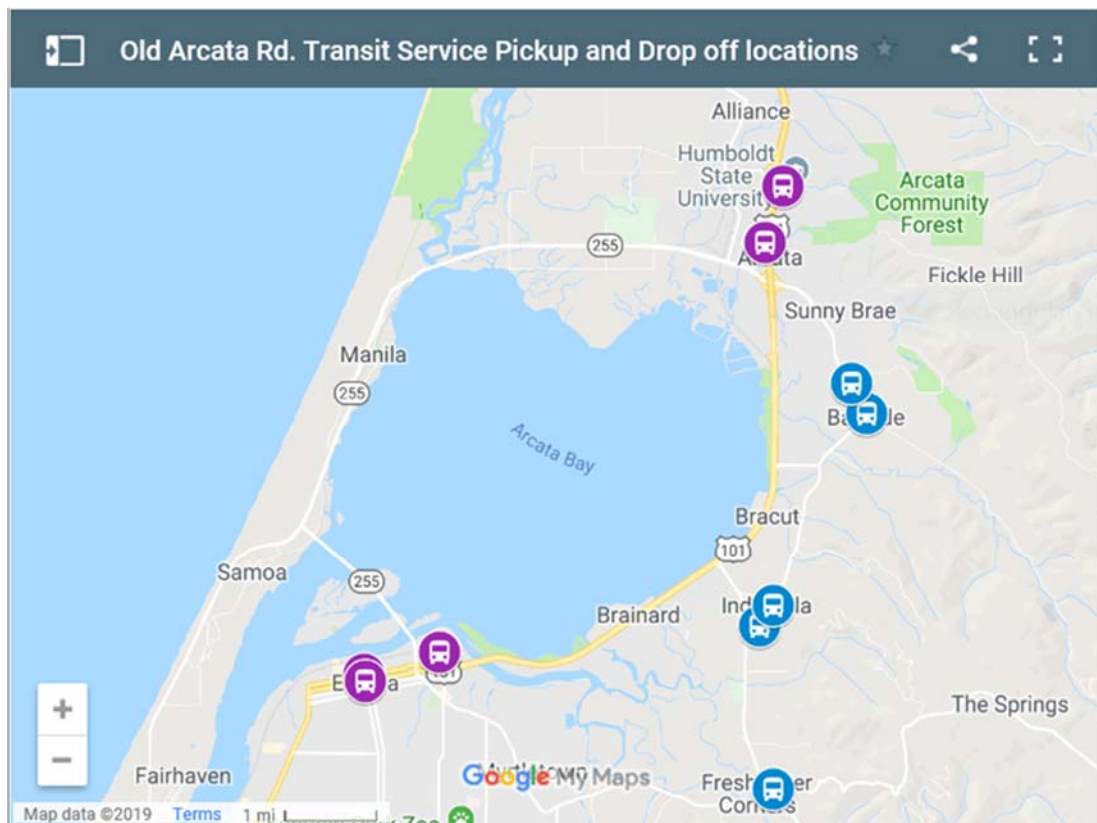 Old Arcata Rd. Transit Service Pickup and Drop off locations
Alliance
Humboldt
State
University
Arcata
Community
Forest
255
Arcata
Fickle Hill
Sunny Brae
Manila
255
Arcata Bay
Bracut
101
Samoa
255
Brainard
101
The Springs
Fairhaven
Google My Maps
Map data ©2019 Terms 1 mi